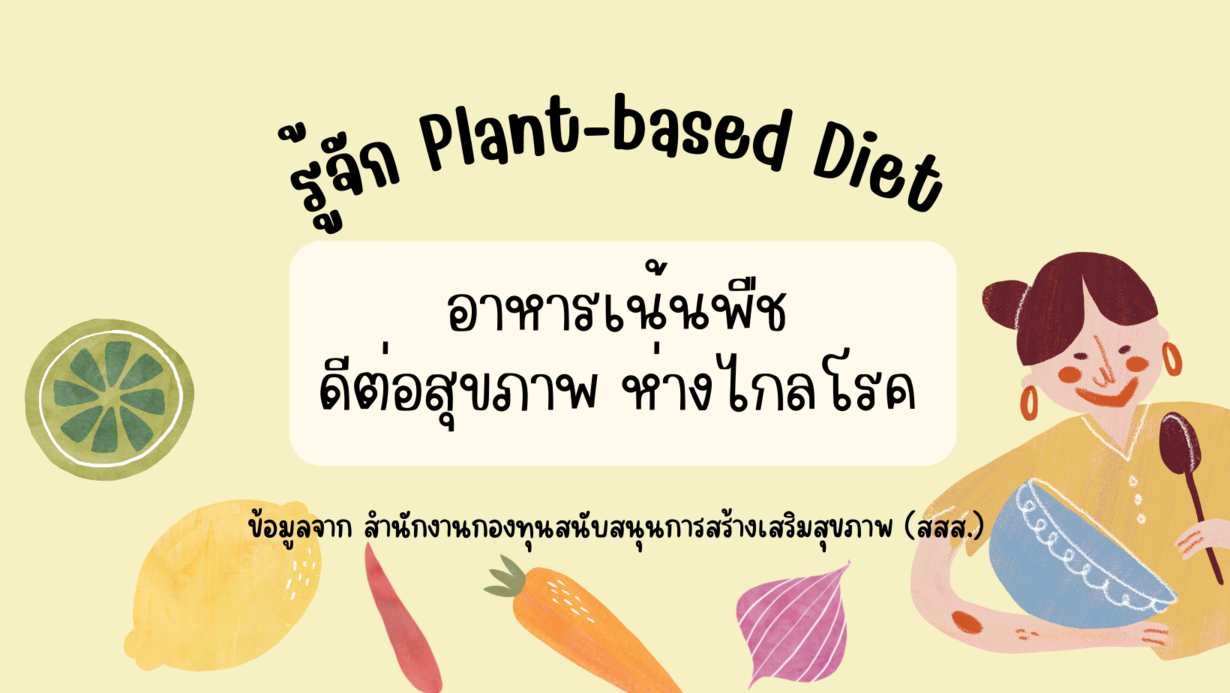 รู้จัก Plant-based Diet
อาหารเน้นพืช
ดีต่อสุขภาพ ห่างไกลโรค
ข้อมูลจาก สำนักงานกองทุนสนับสนุนการสร้างเสริมสุขภาพ (สสส.)